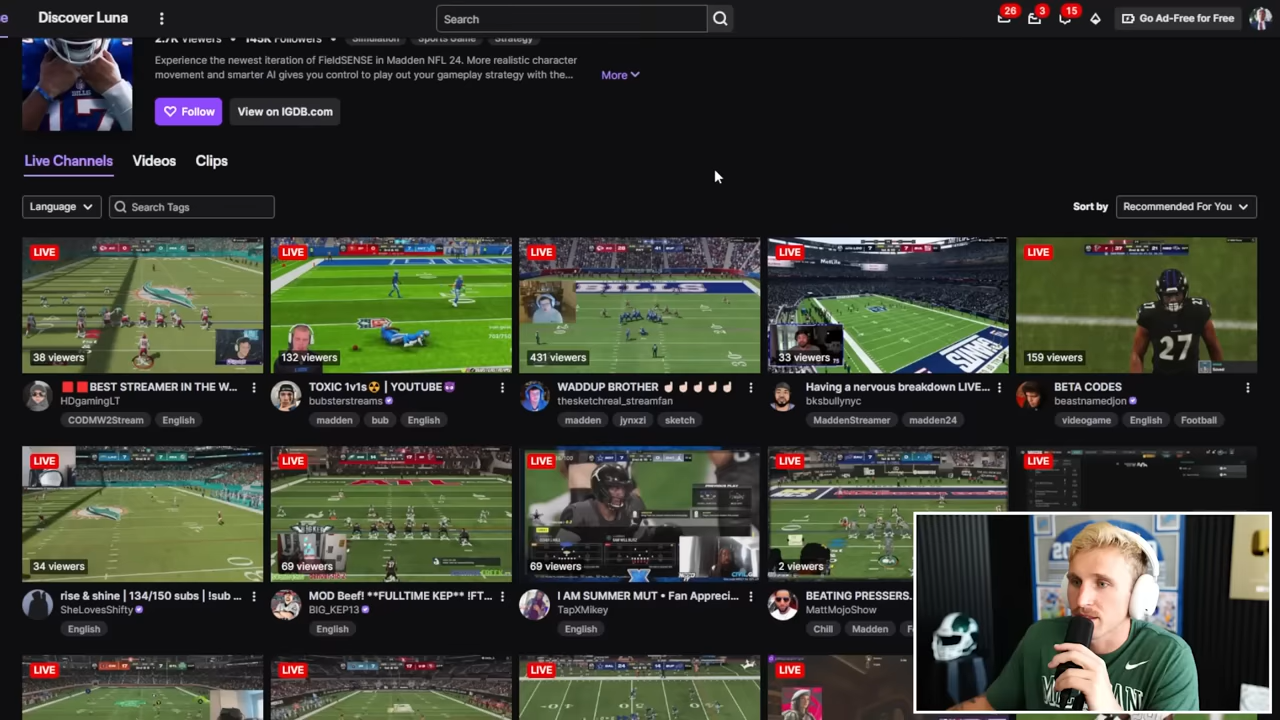 Discover Luna
Search
26
3
15
Go Ad-Free for Free
2.7K Viewers • 145K Followers • Simulation Sports Game Strategy
Experience the newest iteration of FieldSENSE in Madden NFL 24. More realistic character
movement and smarter AI gives you control to play out your gameplay strategy with the...
More
Follow
View on IGDB.com
Live Channels
Videos
Clips
Language
Search Tags
Sort by
Recommended For You
LIVE
LIVE
LIVE
LIVE
LIVE
BILLS
27
38 viewers
132 viewers
431 viewers
33 viewers
159 viewers
BEST STREAMER IN THE W...
HDgamingLT
CODMW2Stream
English
TOXIC 1v1s☢️ | YOUTUBE
bubsterstreams
madden
bub
English
WADDUP BROTHER ☝🏻☝🏻☝🏻☝🏻☝🏻
thesketchreal_streamfan
madden
jynxzi
sketch
Having a nervous breakdown LIVE...
bksbullynyc
MaddenStreamer
madden24
BETA CODES
beastnamedjon
videogame
English
Football
LIVE
LIVE
LIVE
LIVE
LIVE
34 viewers
69 viewers
69 viewers
2 viewers
rise & shine | 134/150 subs | !sub ...
SheLovesShifty
English
MOD Beef! **FULLTIME KEP** !FT...
BIG_KEP13
English
I AM SUMMER MUT • Fan Appreci...
TapXMikey
English
BEATING PRESSERS.
MattMojoShow
Chill
Madden
LIVE
LIVE
LIVE
LIVE